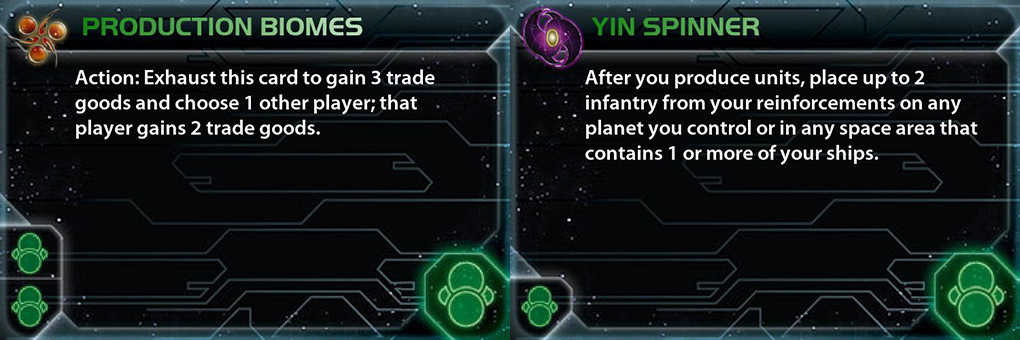 PRODUCTION BIOMES
Action: Exhaust this card to gain 3 trade
goods and choose 1 other player; that
player gains 2 trade goods.
YIN SPINNER
After you produce units, place up to 2
infantry from your reinforcements on any
planet you control or in any space area that
contains 1 or more of your ships.